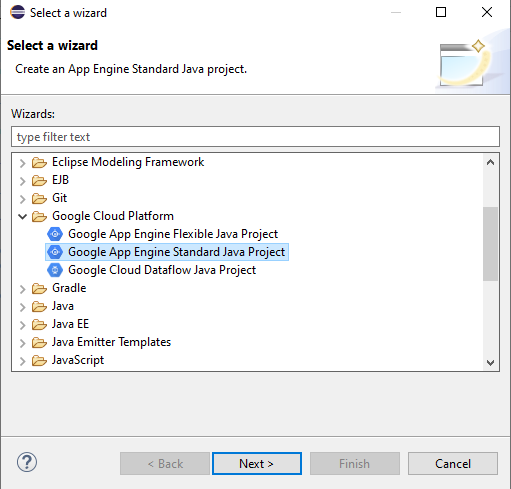 Select a wizard
Select a wizard
Create an App Engine Standard Java project.
Wizards:
type filter text
Eclipse Modeling Framework
EJB
Git
Google Cloud Platform
Google App Engine Flexible Java Project
Google App Engine Standard Java Project
Google Cloud Dataflow Java Project
Gradle
Java
Java EE
Java Emitter Templates
JavaScript
? < Back Next > Finish Cancel